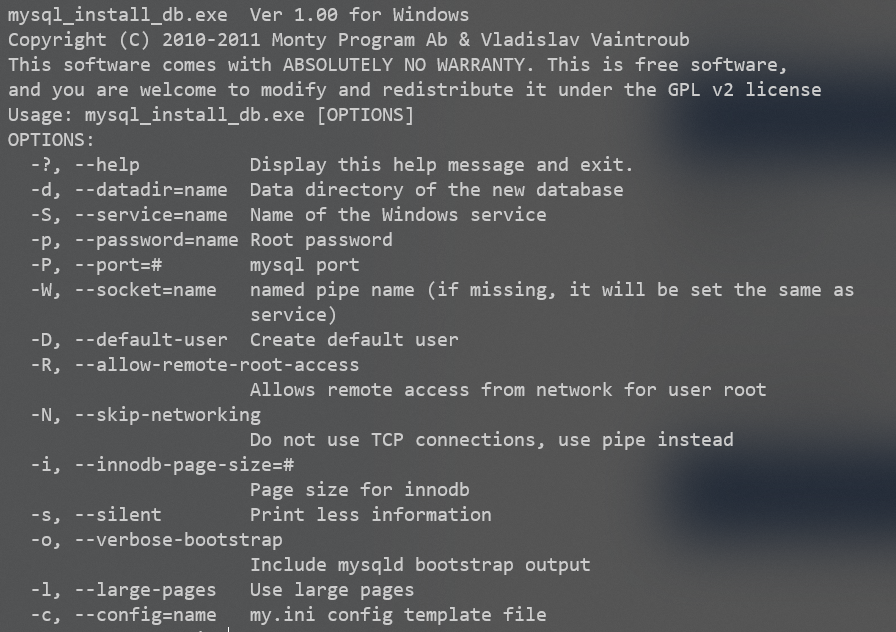 mysql_install_db.exe  Ver 1.00 for Windows
Copyright (C) 2010-2011 Monty Program Ab & Vladislav Vaintroub
This software comes with ABSOLUTELY NO WARRANTY. This is free software,
and you are welcome to modify and redistribute it under the GPL v2 license
Usage: mysql_install_db.exe [OPTIONS]
OPTIONS:
  -?, --help          Display this help message and exit.
  -d, --datadir=name  Data directory of the new database
  -S, --service=name  Name of the Windows service
  -p, --password=name Root password
  -P, --port=#        mysql port
  -W, --socket=name   named pipe name (if missing, it will be set the same as
                      service)
  -D, --default-user  Create default user
  -R, --allow-remote-root-access
                      Allows remote access from network for user root
  -N, --skip-networking
                      Do not use TCP connections, use pipe instead
  -i, --innodb-page-size=#
                      Page size for innodb
  -s, --silent        Print less information
  -o, --verbose-bootstrap
                      Include mysqld bootstrap output
  -l, --large-pages   Use large pages
  -c, --config=name   my.ini config template file